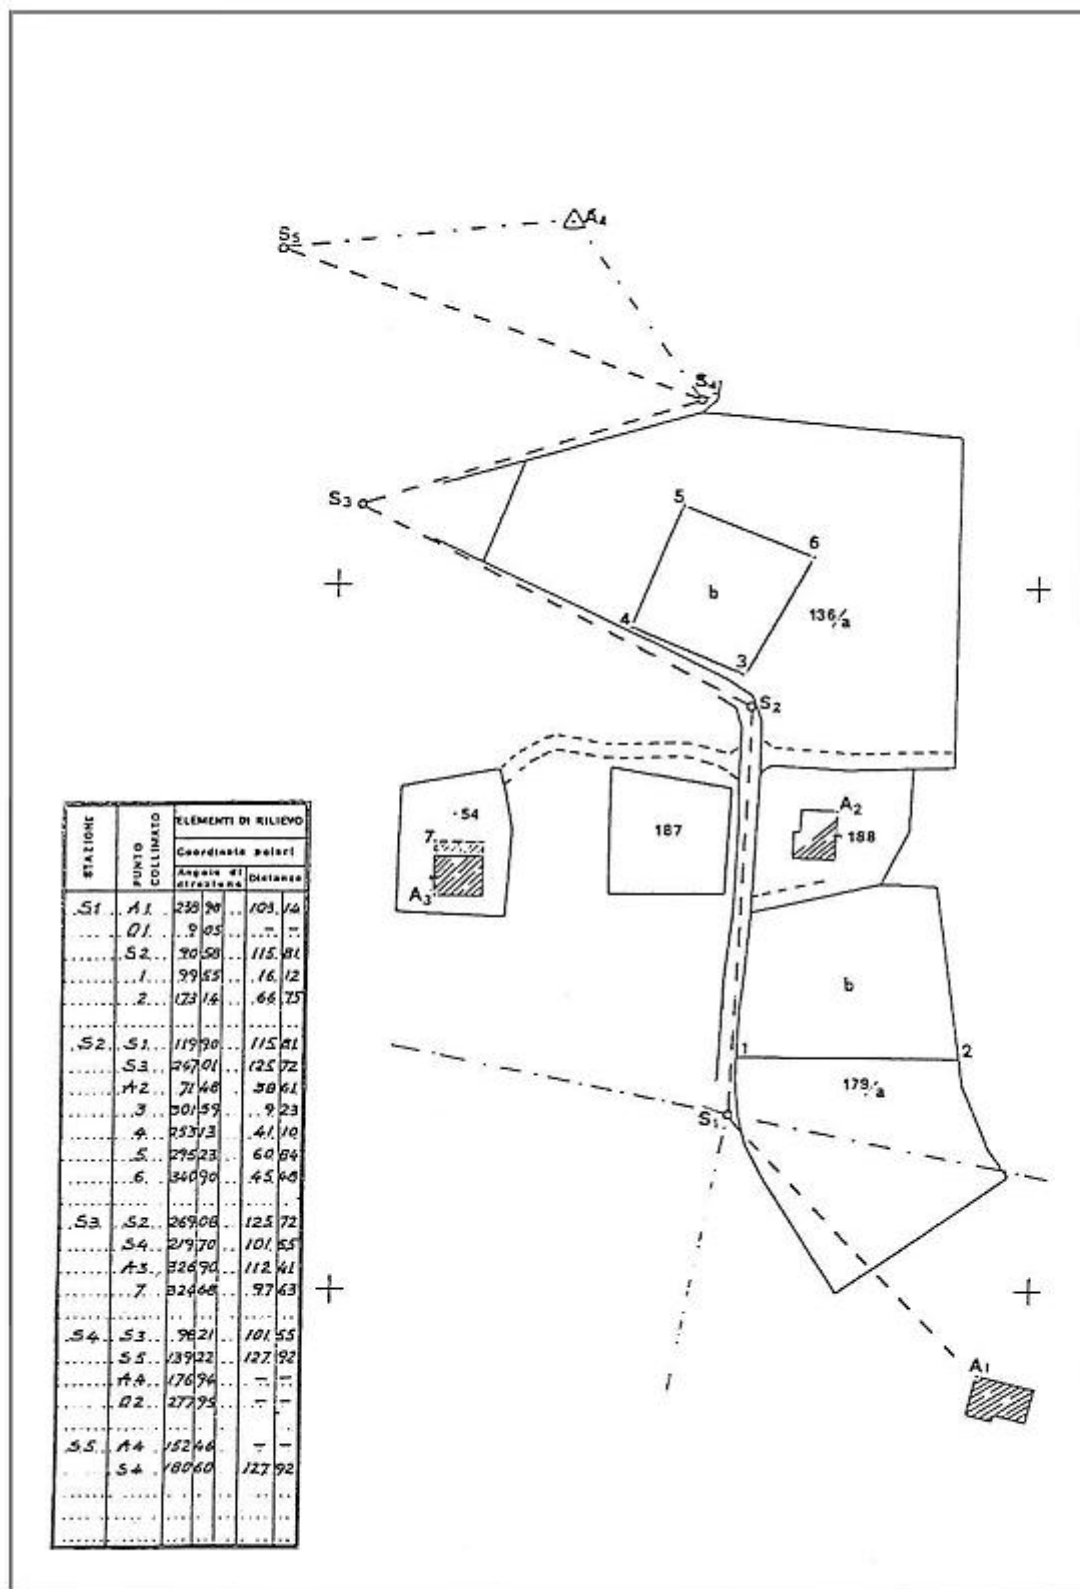 S5
A4
S4
S3
5
6
b
136/a
4
3
S2
54
7
A3
187
A2
188
b
1
2
179/a
S1
A1
STAZIONE
PUNTO COLLIMATO
ELEMENTI DI RILIEVO
Coordinate polari
Angolo di direzione
Distanze
S1 A1 90 103 14
O1 9 05 - -
S2 90 58 115 81
1 99 55 16 12
2 173 14 66 75
S2 S1 119 90 115 81
S3 247 01 125 72
A2 71 48 38 61
3 301 59 9 23
4 253 13 41 10
5 295 23 60 84
6 340 90 45 48
S3 S2 269 08 125 72
S4 219 70 101 55
A3 326 90 112 41
7 324 68 97 63
S4 S3 98 21 101 55
S5 139 22 127 92
A4 176 94 - -
O2 277 95 - -
S5 A4 152 46 - -
S4 180 60 127 92